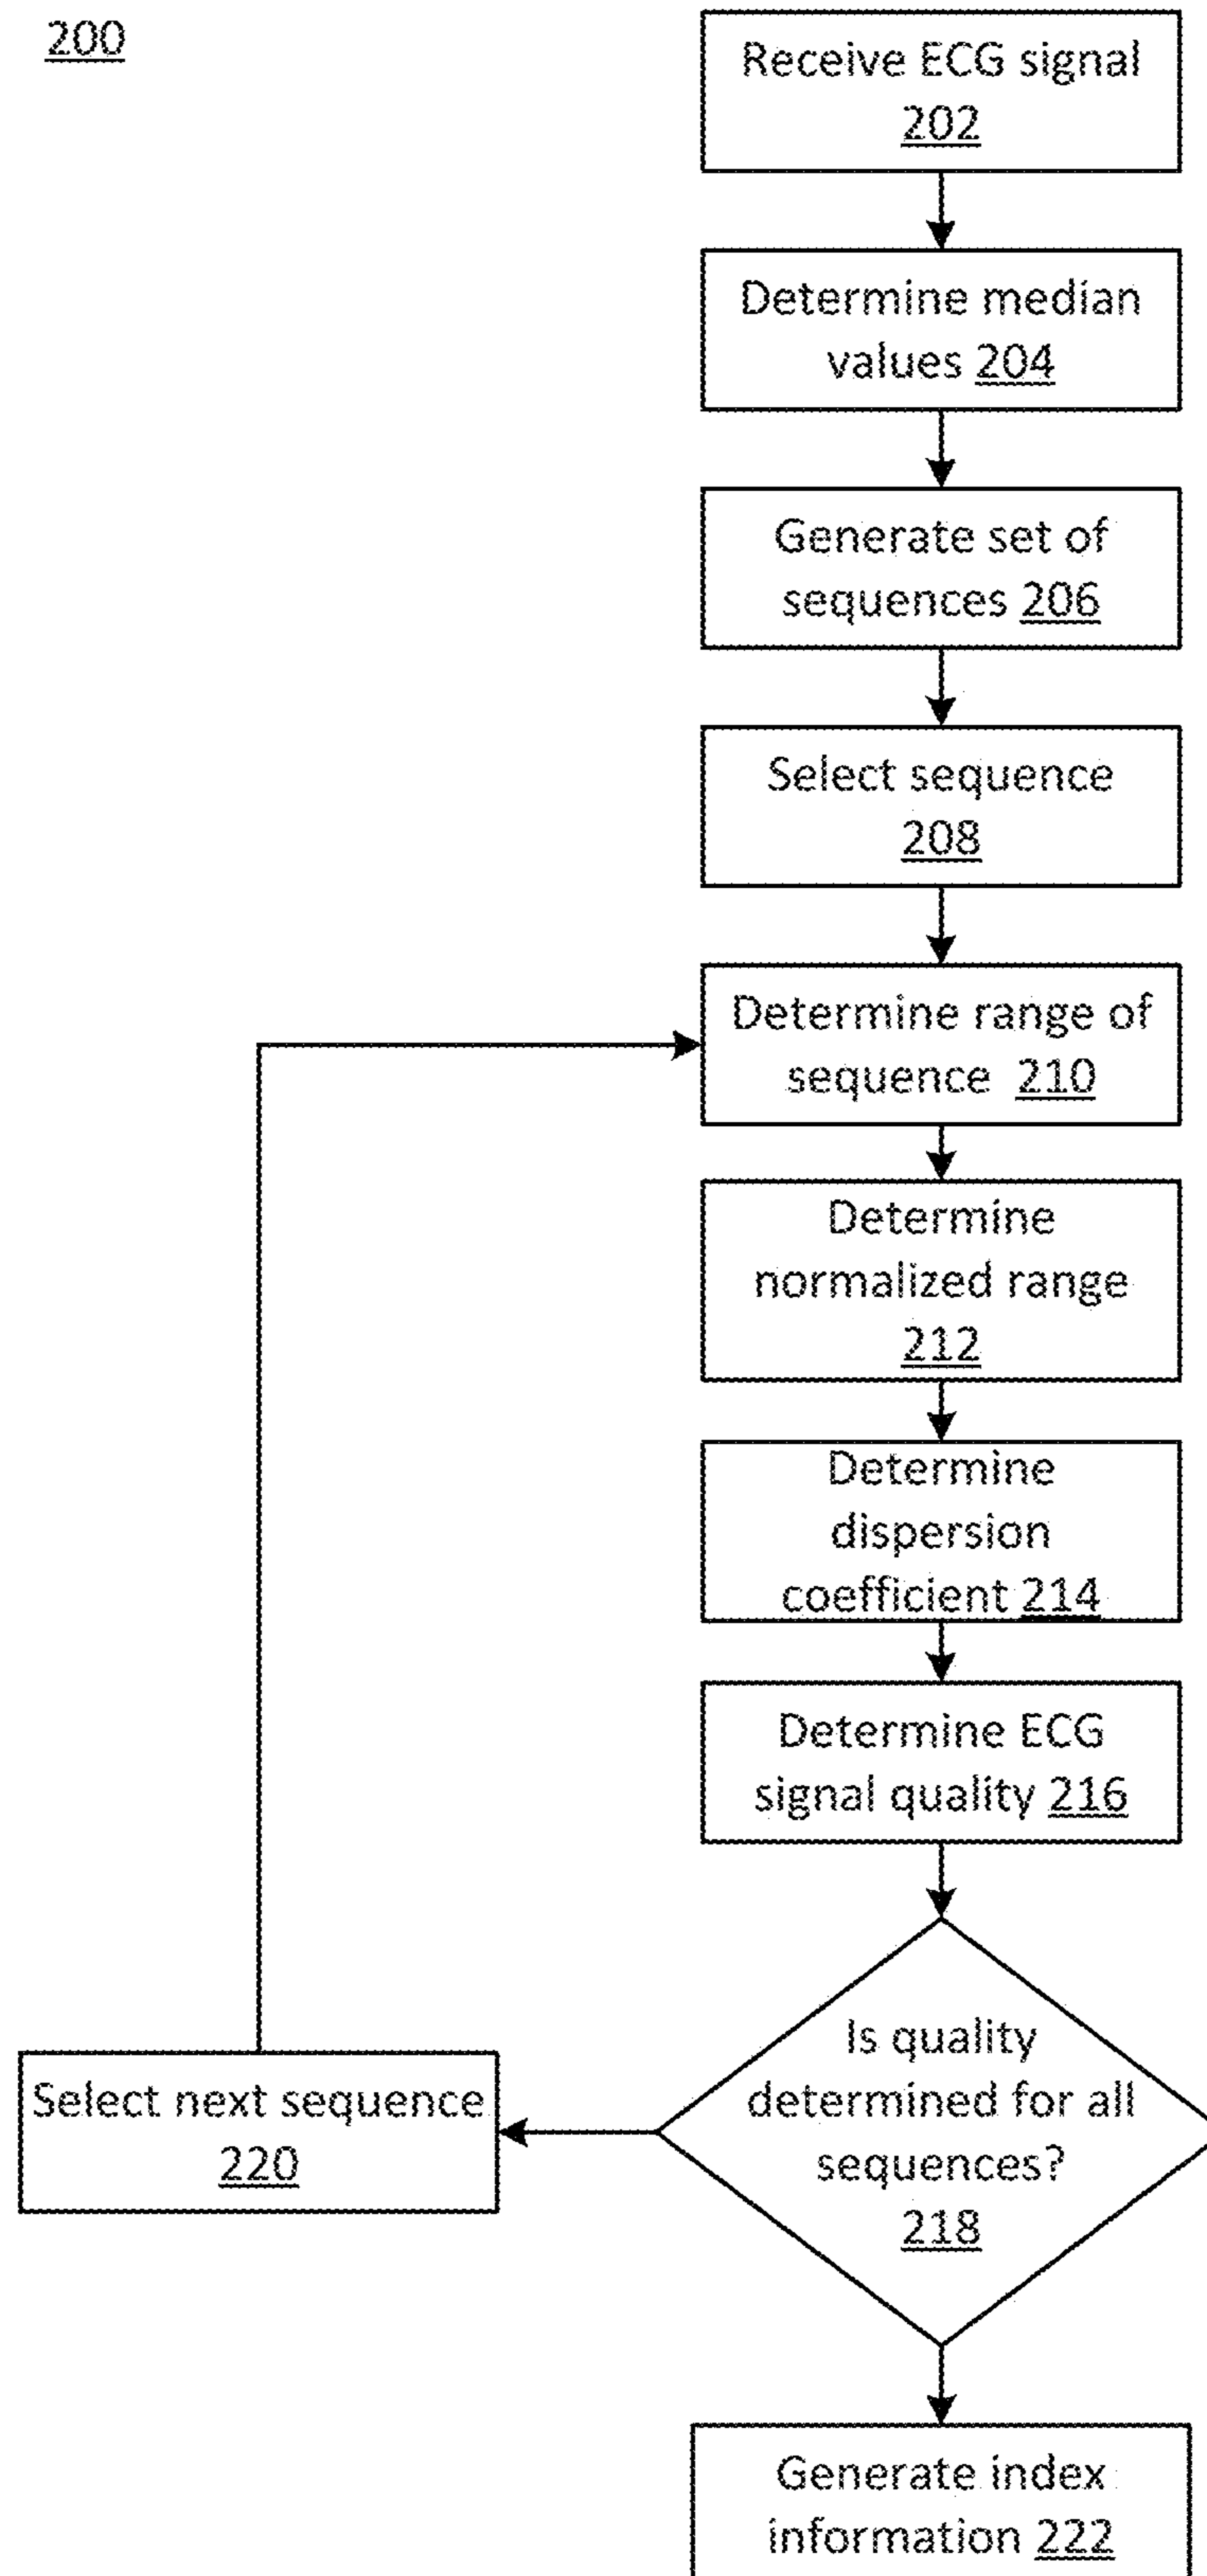 200
Receive ECG signal
202
Determine median
values 204
Generate set of
sequences 206
Select sequence
208
Determine range of
sequence 210
Determine
normalized range
212
Determine
dispersion
coefficient 214
Determine ECG
signal quality 216
Is quality
determined for all
sequences?
218
Select next sequence
220
Generate index
information 222